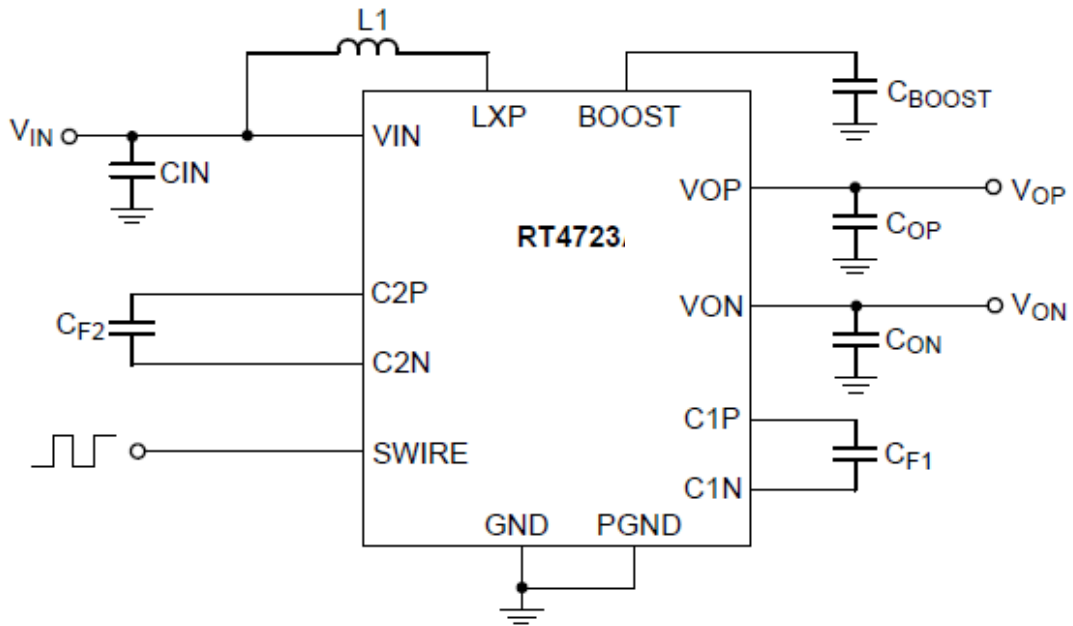 L1
LXP
BOOST
CBOOST
VIN
VIN
CIN
VOP
VOP
COP
RT4723
C2P
CF2
C2N
VON
VON
CON
C1P
CF1
C1N
SWIRE
GND
PGND